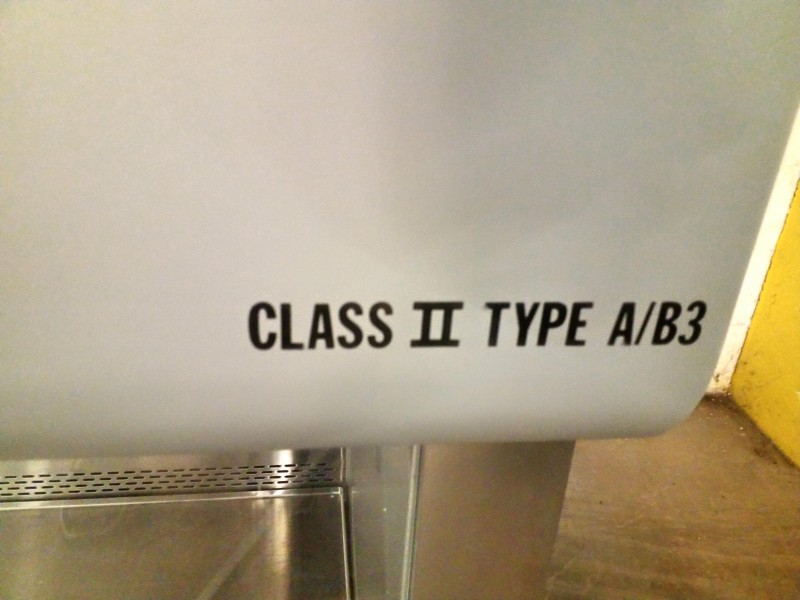 CLASS II TYPE A/B3